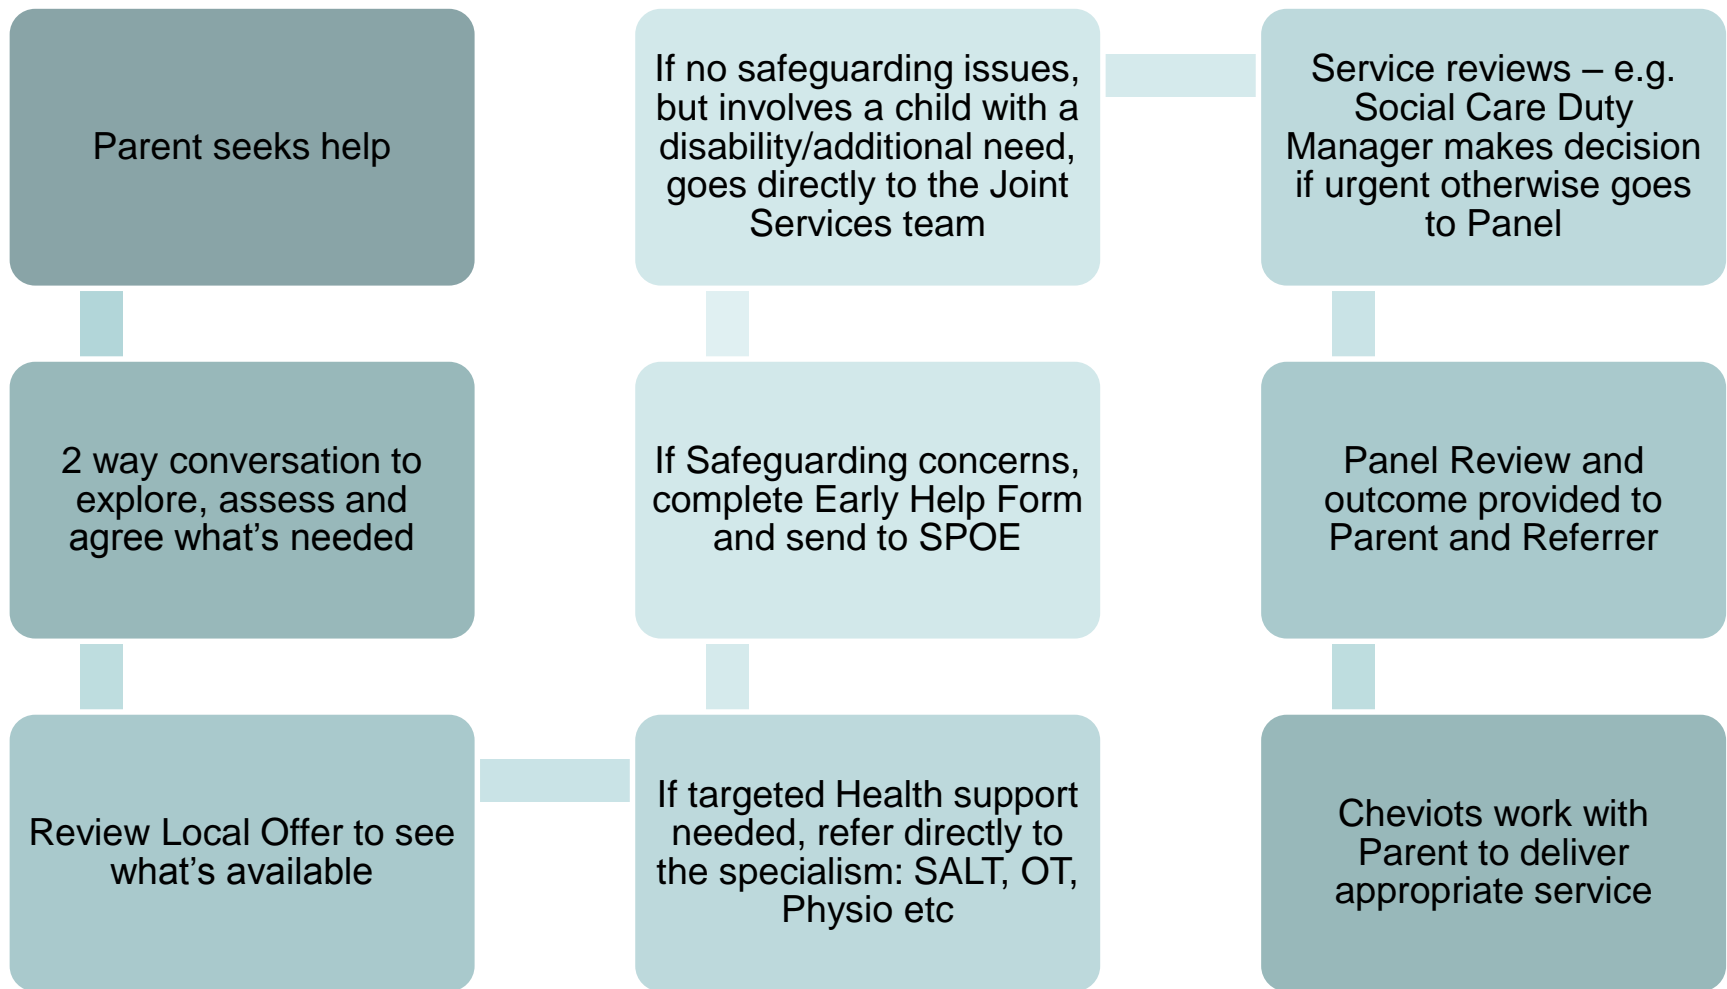 Parent seeks help
2 way conversation to
explore, assess and
agree what’s needed
Review Local Offer to see
what’s available
If targeted Health support
needed, refer directly to
the specialism: SALT, OT,
Physio etc
If Safeguarding concerns,
complete Early Help Form
and send to SPOE
If no safeguarding issues,
but involves a child with a
disability/additional need,
goes directly to the Joint
Services team
Service reviews – e.g.
Social Care Duty
Manager makes decision
if urgent otherwise goes
to Panel
Panel Review and
outcome provided to
Parent and Referrer
Cheviots work with
Parent to deliver
appropriate service